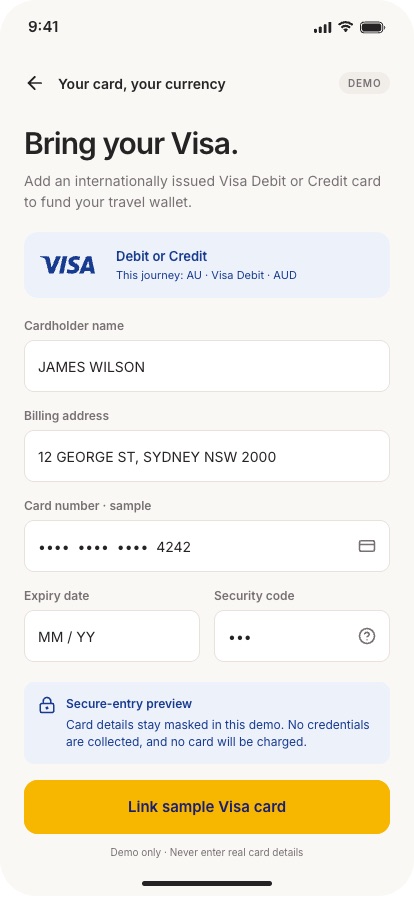 9:41
Your card, your currency
DEMO
Bring your Visa.
Add an internationally issued Visa Debit or Credit card
to fund your travel wallet.
VISA
Debit or Credit
This journey: AU · Visa Debit · AUD
Cardholder name
JAMES WILSON
Billing address
12 GEORGE ST, SYDNEY NSW 2000
Card number · sample
•••• •••• •••• 4242
Expiry date
Security code
MM / YY
•••
Secure-entry preview
Card details stay masked in this demo. No credentials
are collected, and no card will be charged.
Link sample Visa card
Demo only · Never enter real card details